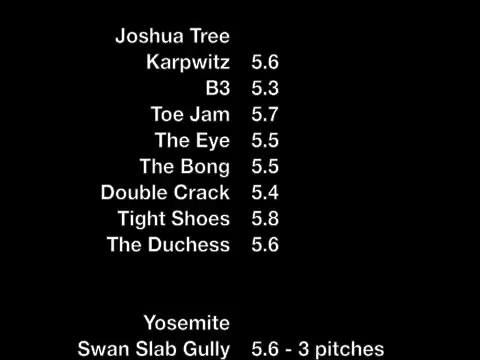 Joshua Tree
Karpwitz 5.6
B3 5.3
Toe Jam 5.7
The Eye 5.5
The Bong 5.5
Double Crack 5.4
Tight Shoes 5.8
The Duchess 5.6
Yosemite
Swan Slab Gully 5.6 - 3 pitches